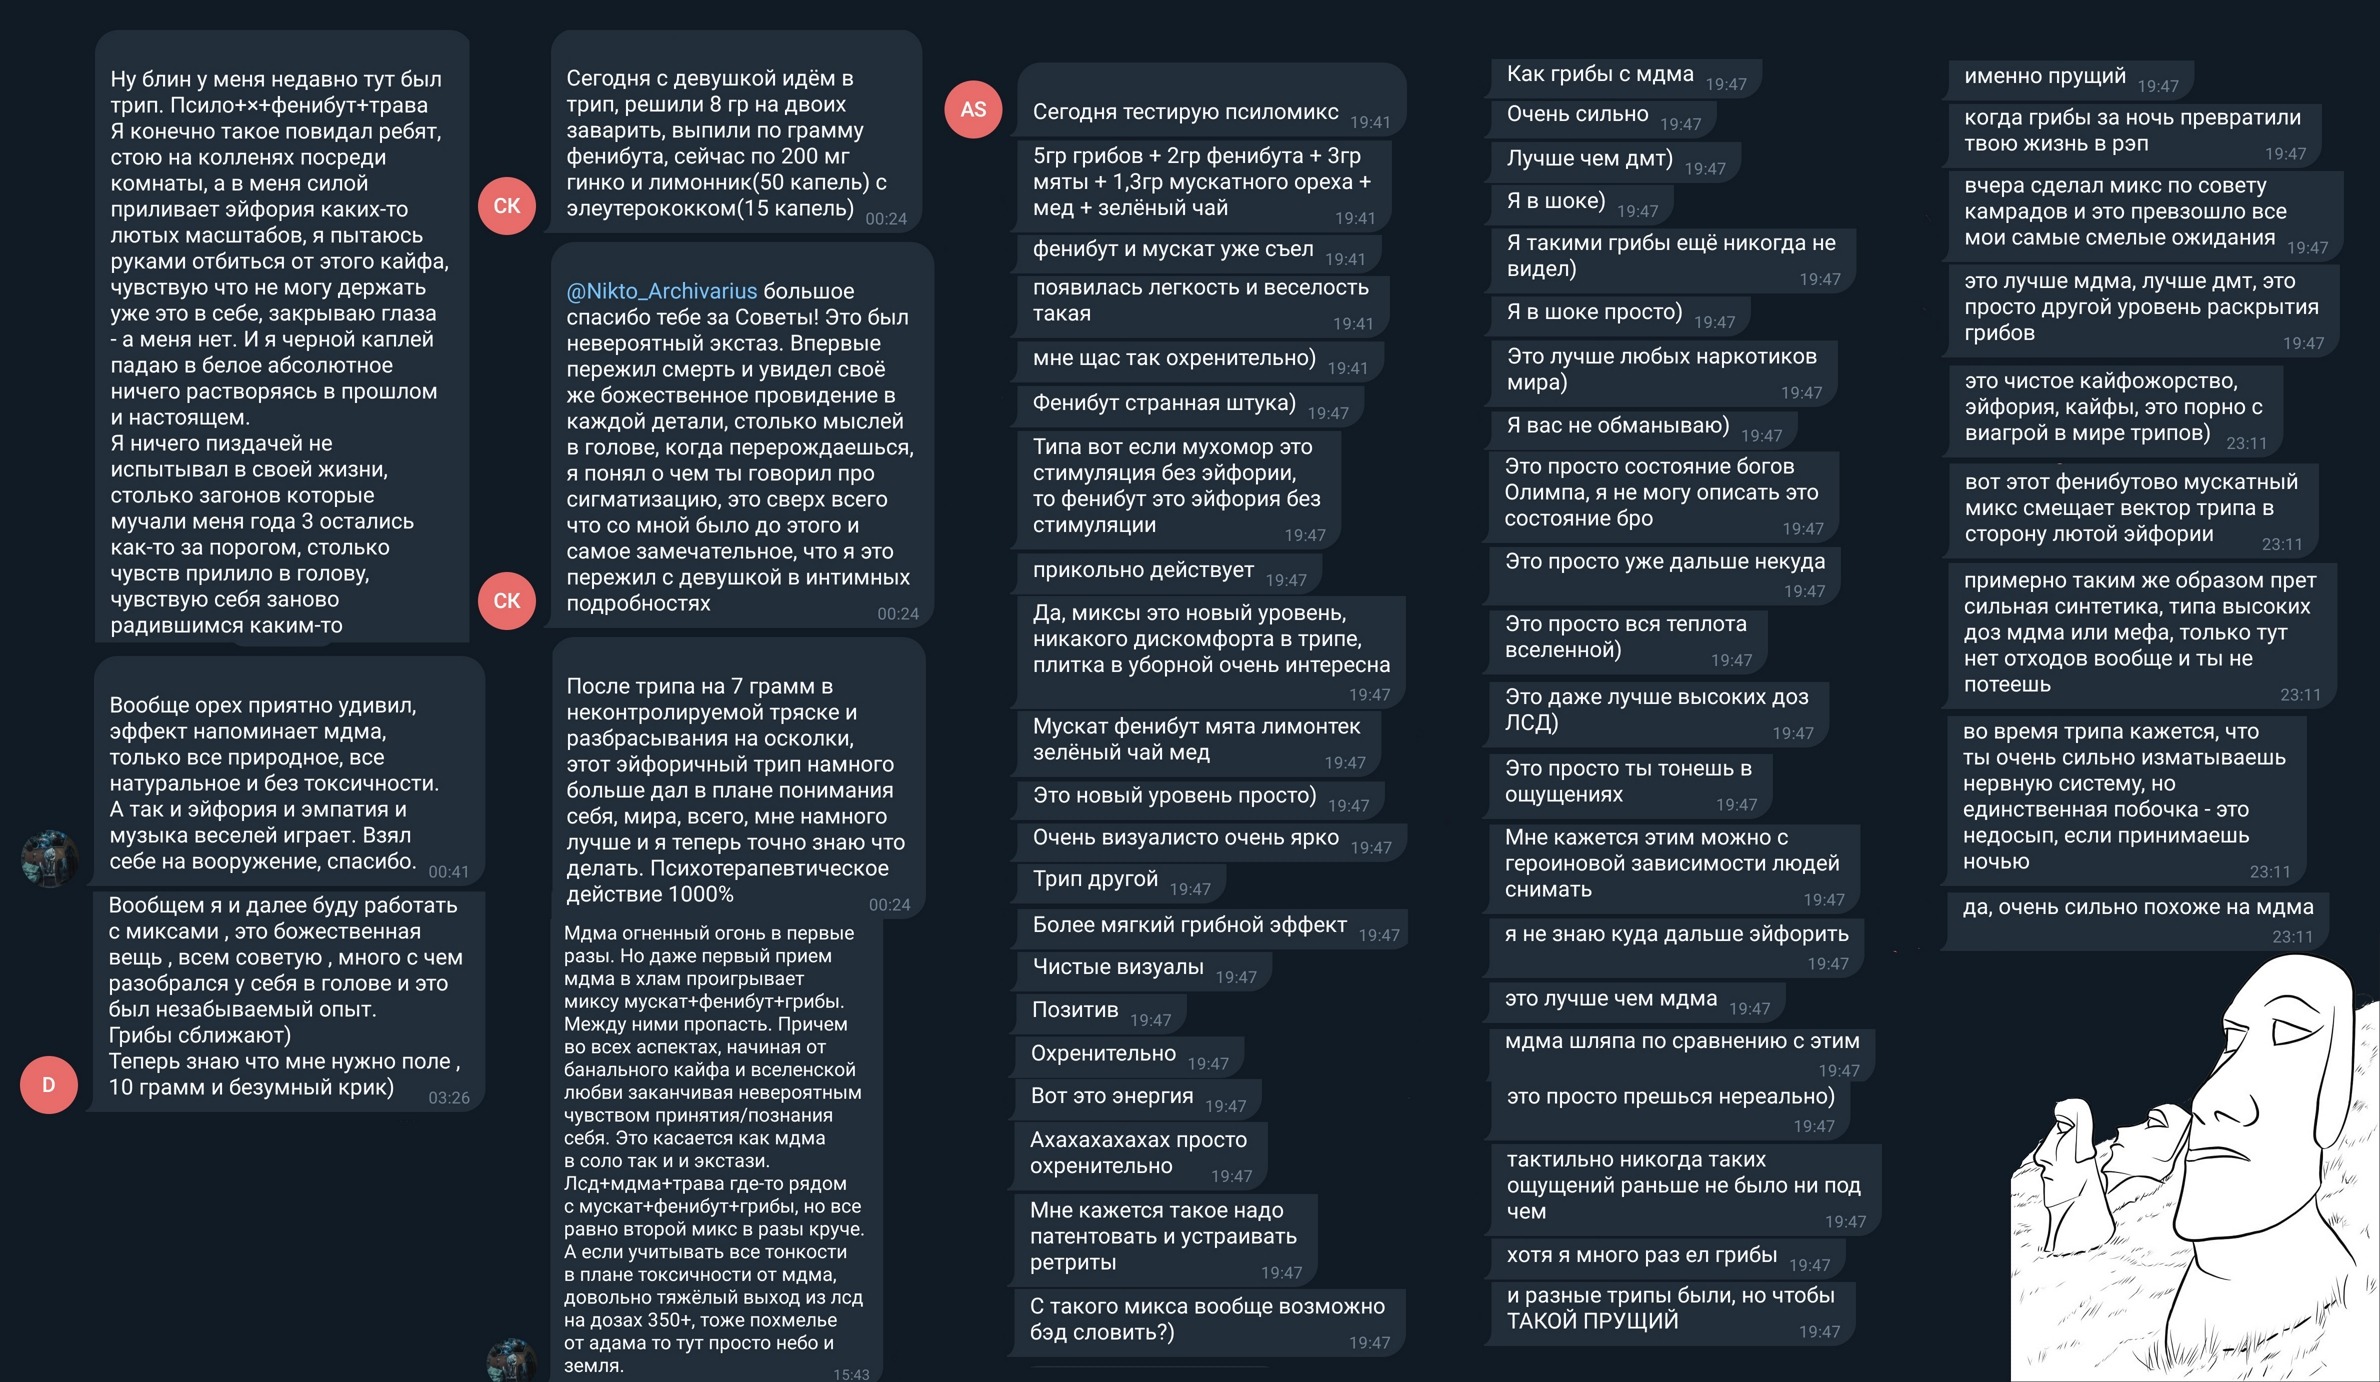 Ну блин у меня недавно тут был
трип. Псило+×+фенибут+трава
Я конечно такое повидал ребят,
стою на колленях посреди
комнаты, а в меня силой
приливает эйфория каких-то
лютых масштабов, я пытаюсь
руками отбиться от этого кайфа,
чувствую что не могу держать
уже это в себе, закрываю глаза
- а меня нет. И я черной каплей
падаю в белое абсолютное
ничего растворяясь в прошлом
и настоящем.
Я ничего пиздачей не
испытывал в своей жизни,
столько загонов которые
мучали меня года 3 остались
как-то за порогом, столько
чувств прилило в голову,
чувствую себя заново
радившимся каким-то
Вообще орех приятно удивил,
эффект напоминает мдма,
только все природное, все
натуральное и без токсичности.
А так и эйфория и эмпатия и
музыка веселей играет. Взял
себе на вооружение, спасибо. 00:41
Вообщем я и далее буду работать
с миксами , это божественная
вещь , всем советую , много с чем
разобрался у себя в голове и это
был незабываемый опыт.
Грибы сближают)
Теперь знаю что мне нужно поле ,
10 грамм и безумный крик) 03:26
D
Сегодня с девушкой идём в
трип, решили 8 гр на двоих
заварить, выпили по грамму
фенибута, сейчас по 200 мг
гинко и лимонник(50 капель) с
элеутерококком(15 капель) 00:24
СК
@Nikto_Archivarius большое
спасибо тебе за Советы! Это был
невероятный экстаз. Впервые
пережил смерть и увидел своё
же божественное провидение в
каждой детали, столько мыслей
в голове, когда перерождаешься,
я понял о чем ты говорил про
сигматизацию, это сверх всего
что со мной было до этого и
самое замечательное, что я это
пережил с девушкой в интимных
подробностях 00:24
СК
После трипа на 7 грамм в
неконтролируемой тряске и
разбрасывания на осколки,
этот эйфоричный трип намного
больше дал в плане понимания
себя, мира, всего, мне намного
лучше и я теперь точно знаю что
делать. Психотерапевтическое
действие 1000% 00:24
Мдма огненный огонь в первые
разы. Но даже первый прием
мдма в хлам проигрывает
миксу мускат+фенибут+грибы.
Между ними пропасть. Причем
во всех аспектах, начиная от
банального кайфа и вселенской
любви заканчивая невероятным
чувством принятия/познания
себя. Это касается как мдма
в соло так и и экстази.
Лсд+мдма+трава где-то рядом
с мускат+фенибут+грибы, но все
равно второй микс в разы круче.
А если учитывать все тонкости
в плане токсичности от мдма,
довольно тяжёлый выход из лсд
на дозах 350+, тоже похмелье
от адама то тут просто небо и
земля. 15:43
AS
Сегодня тестирую псиломикс 19:41
5гр грибов + 2гр фенибута + 3гр
мяты + 1,3гр мускатного ореха +
мед + зелёный чай 19:41
фенибут и мускат уже съел 19:41
появилась легкость и веселость
такая 19:41
мне щас так охренительно) 19:41
Фенибут странная штука) 19:47
Типа вот если мухомор это
стимуляция без эйфории,
то фенибут это эйфория без
стимуляции 19:47
прикольно действует 19:47
Да, миксы это новый уровень,
никакого дискомфорта в трипе,
плитка в уборной очень интересна
19:47
Мускат фенибут мята лимонтек
зелёный чай мед 19:47
Это новый уровень просто) 19:47
Очень визуалисто очень ярко 19:47
Трип другой 19:47
Более мягкий грибной эффект 19:47
Чистые визуалы 19:47
Позитив 19:47
Охренительно 19:47
Вот это энергия 19:47
Ахахахахахах просто
охренительно 19:47
Мне кажется такое надо
патентовать и устраивать
ретриты 19:47
С такого микса вообще возможно
бэд словить?) 19:47
Как грибы с мдма 19:47
Очень сильно 19:47
Лучше чем дмт) 19:47
Я в шоке) 19:47
Я такими грибы ещё никогда не
видел) 19:47
Я в шоке просто) 19:47
Это лучше любых наркотиков
мира) 19:47
Я вас не обманываю) 19:47
Это просто состояние богов
Олимпа, я не могу описать это
состояние бро 19:47
Это просто уже дальше некуда
19:47
Это просто вся теплота
вселенной) 19:47
Это даже лучше высоких доз
ЛСД) 19:47
Это просто ты тонешь в
ощущениях 19:47
Мне кажется этим можно с
героиновой зависимости людей
снимать 19:47
я не знаю куда дальше эйфорить
19:47
это лучше чем мдма 19:47
мдма шляпа по сравнению с этим
19:47
это просто прешься нереально)
19:47
тактильно никогда таких
ощущений раньше не было ни под
чем 19:47
хотя я много раз ел грибы 19:47
и разные трипы были, но чтобы
ТАКОЙ ПРУЩИЙ 19:47
именно прущий 19:47
когда грибы за ночь превратили
твою жизнь в рэп 19:47
вчера сделал микс по совету
камрадов и это превзошло все
мои самые смелые ожидания 19:47
это лучше мдма, лучше дмт, это
просто другой уровень раскрытия
грибов 19:47
это чистое кайфожорство,
эйфория, кайфы, это порно с
виагрой в мире трипов) 23:11
вот этот фенибутово мускатный
микс смещает вектор трипа в
сторону лютой эйфории 23:11
примерно таким же образом прет
сильная синтетика, типа высоких
доз мдма или мефа, только тут
нет отходов вообще и ты не
потеешь 23:11
во время трипа кажется, что
ты очень сильно изматываешь
нервную систему, но
единственная побочка - это
недосып, если принимаешь
ночью 23:11
да, очень сильно похоже на мдма
23:11